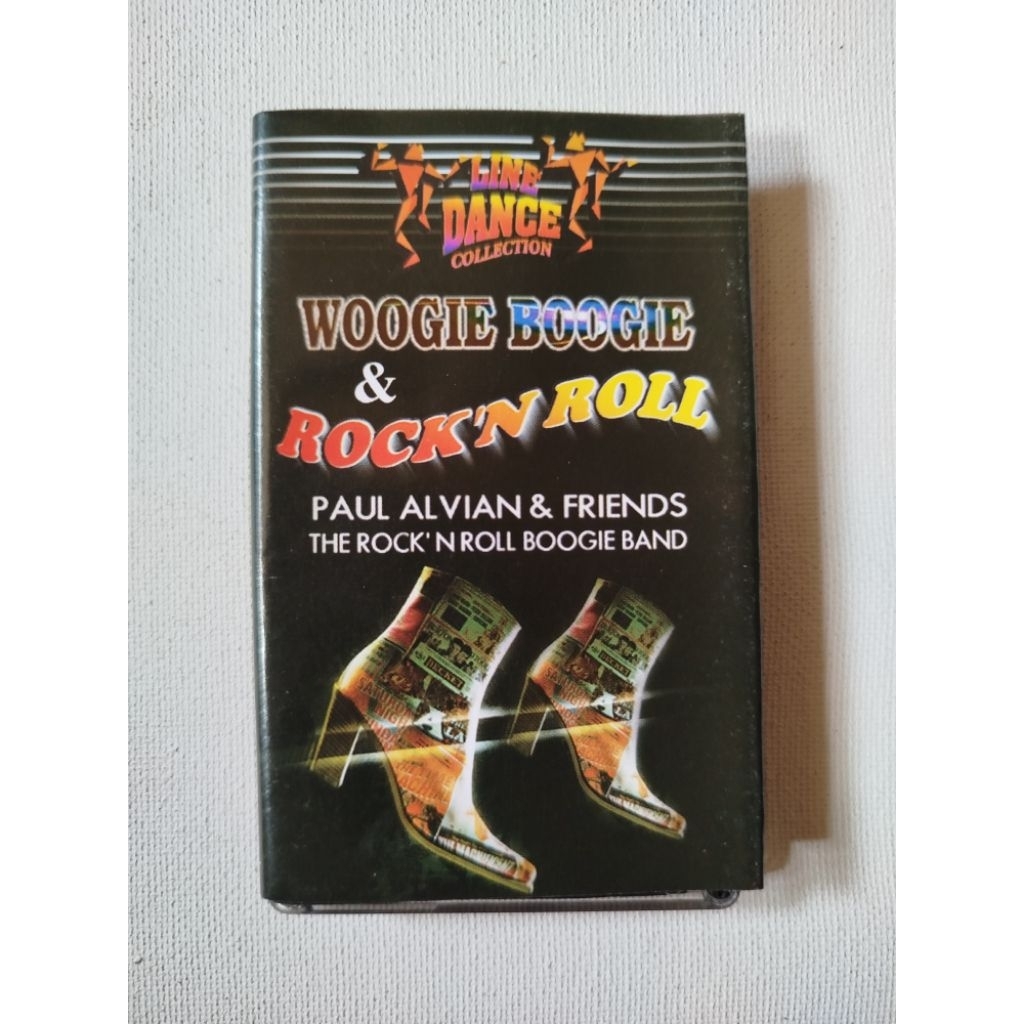 LINE
DANCE
COLLECTION
WOOGIE BOOGIE
&
ROCK'N ROLL
PAUL ALVIAN & FRIENDS
THE ROCK'N ROLL BOOGIE BAND